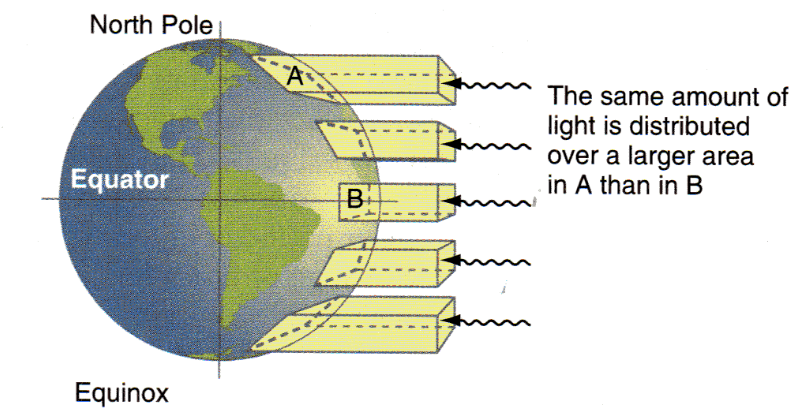 North Pole
A
The same amount of
light is distributed
over a larger area
in A than in B
Equator
B
Equinox